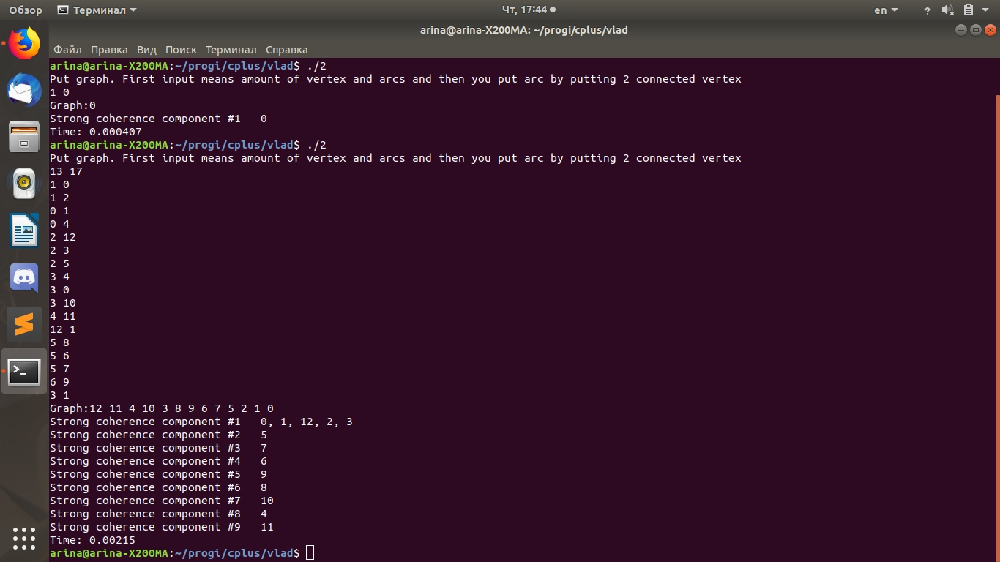 Обзор
Терминал
Чт, 17:44
en
arina@arina-X200MA: ~/progi/cplus/vlad
Файл Правка Вид Поиск Терминал Справка
arina@arina-X200MA:~/progi/cplus/vlad$ ./2
Put graph. First input means amount of vertex and arcs and then you put arc by putting 2 connected vertex
1 0
Graph:0
Strong coherence component #1   0
Time: 0.000407
arina@arina-X200MA:~/progi/cplus/vlad$ ./2
Put graph. First input means amount of vertex and arcs and then you put arc by putting 2 connected vertex
13 17
1 0
1 2
0 1
0 4
2 12
2 3
2 5
3 4
3 0
3 10
4 11
12 1
5 8
5 6
5 7
6 9
3 1
Graph:12 11 4 10 3 8 9 6 7 5 2 1 0
Strong coherence component #1   0, 1, 12, 2, 3
Strong coherence component #2   5
Strong coherence component #3   7
Strong coherence component #4   6
Strong coherence component #5   9
Strong coherence component #6   8
Strong coherence component #7   10
Strong coherence component #8   4
Strong coherence component #9   11
Time: 0.00215
arina@arina-X200MA:~/progi/cplus/vlad$